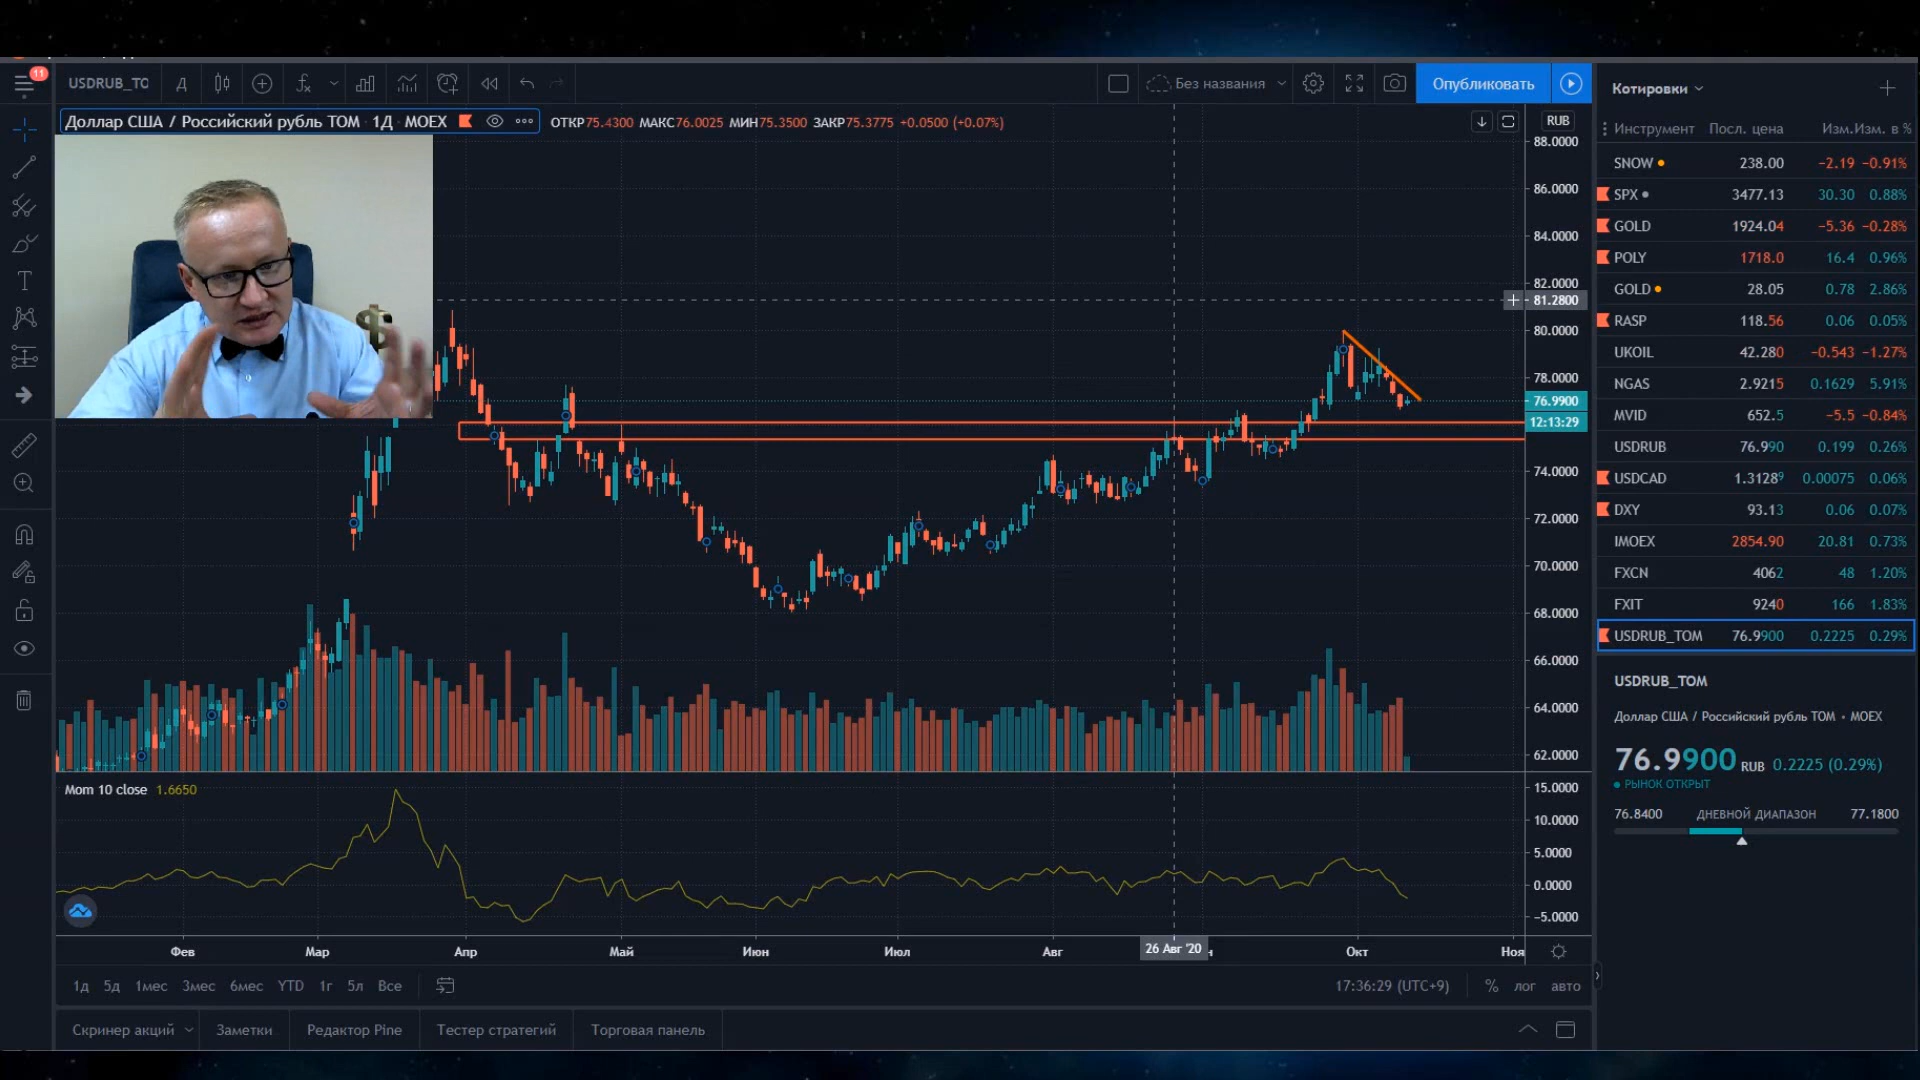 11
USDRUB_TO
Д
Без названия
Опубликовать
Доллар США / Российский рубль ТОМ · 1Д · MOEX
ОТКР75.4300 МАКС76.0025 МИН75.3500 ЗАКР75.3775 +0.0500 (+0.07%)
RUB
88.0000
86.0000
84.0000
82.0000
81.2800
80.0000
78.0000
76.9900
12:13:29
74.0000
72.0000
70.0000
68.0000
66.0000
64.0000
62.0000
Mom 10 close 1.6650
15.0000
10.0000
5.0000
0.0000
−5.0000
Фев Мар Апр Май Июн Июл Авг 26 Авг '20 Окт Ноя
1д 5д 1мес 3мес 6мес YTD 1г 5л Все
17:36:29 (UTC+9) % лог авто
Скринер акций Заметки Редактор Pine Тестер стратегий Торговая панель
Котировки
Инструмент Посл. цена Изм. Изм. в %
SNOW 238.00 −2.19 −0.91%
SPX 3477.13 30.30 0.88%
GOLD 1924.04 −5.36 −0.28%
POLY 1718.0 16.4 0.96%
GOLD 28.05 0.78 2.86%
RASP 118.56 0.06 0.05%
UKOIL 42.280 −0.543 −1.27%
NGAS 2.9215 0.1629 5.91%
MVID 652.5 −5.5 −0.84%
USDRUB 76.990 0.199 0.26%
USDCAD 1.3128⁹ 0.00075 0.06%
DXY 93.13 0.06 0.07%
IMOEX 2854.90 20.81 0.73%
FXCN 4062 48 1.20%
FXIT 9240 166 1.83%
USDRUB_TOM 76.9900 0.2225 0.29%
USDRUB_TOM
Доллар США / Российский рубль ТОМ • MOEX
76.9900 RUB 0.2225 (0.29%)
РЫНОК ОТКРЫТ
76.8400 ДНЕВНОЙ ДИАПАЗОН 77.1800